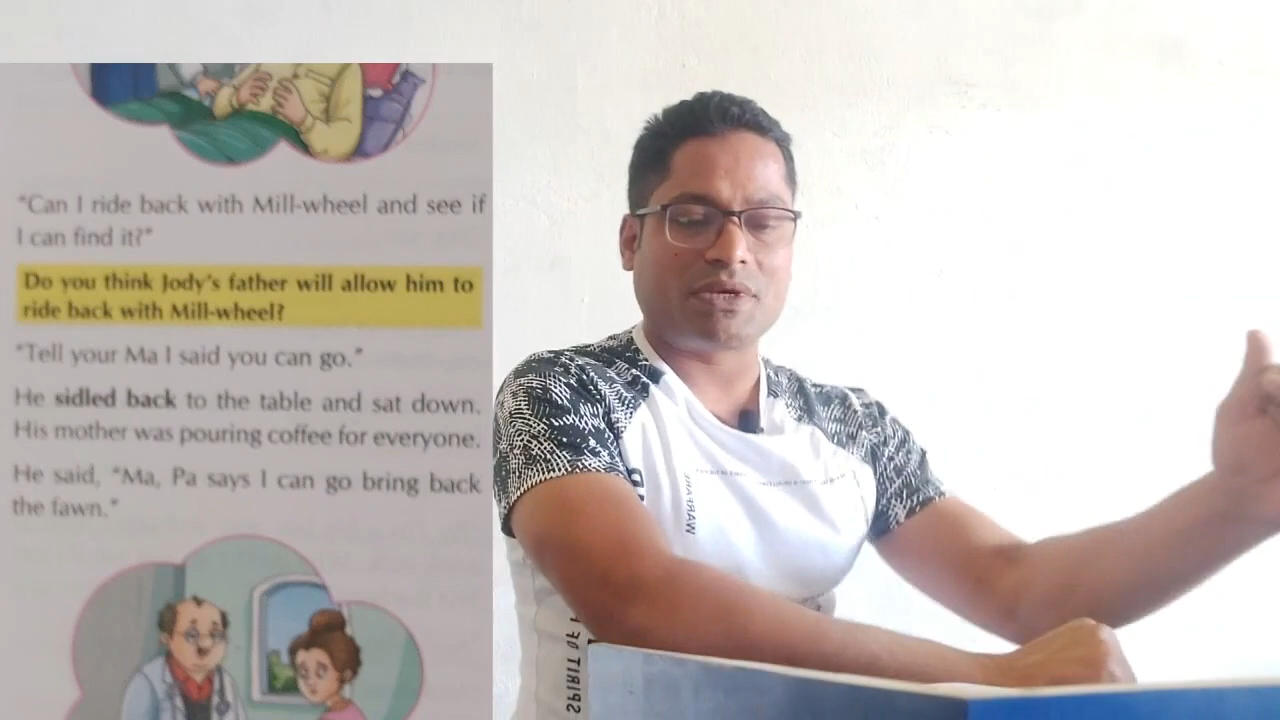 "Can I ride back with Mill-wheel and see if
I can find it?"
Do you think Jody's father will allow him to
ride back with Mill-wheel?
"Tell your Ma I said you can go."
He sidled back to the table and sat down.
His mother was pouring coffee for everyone.
He said, "Ma, Pa says I can go bring back
the fawn."
SPIRIT OF